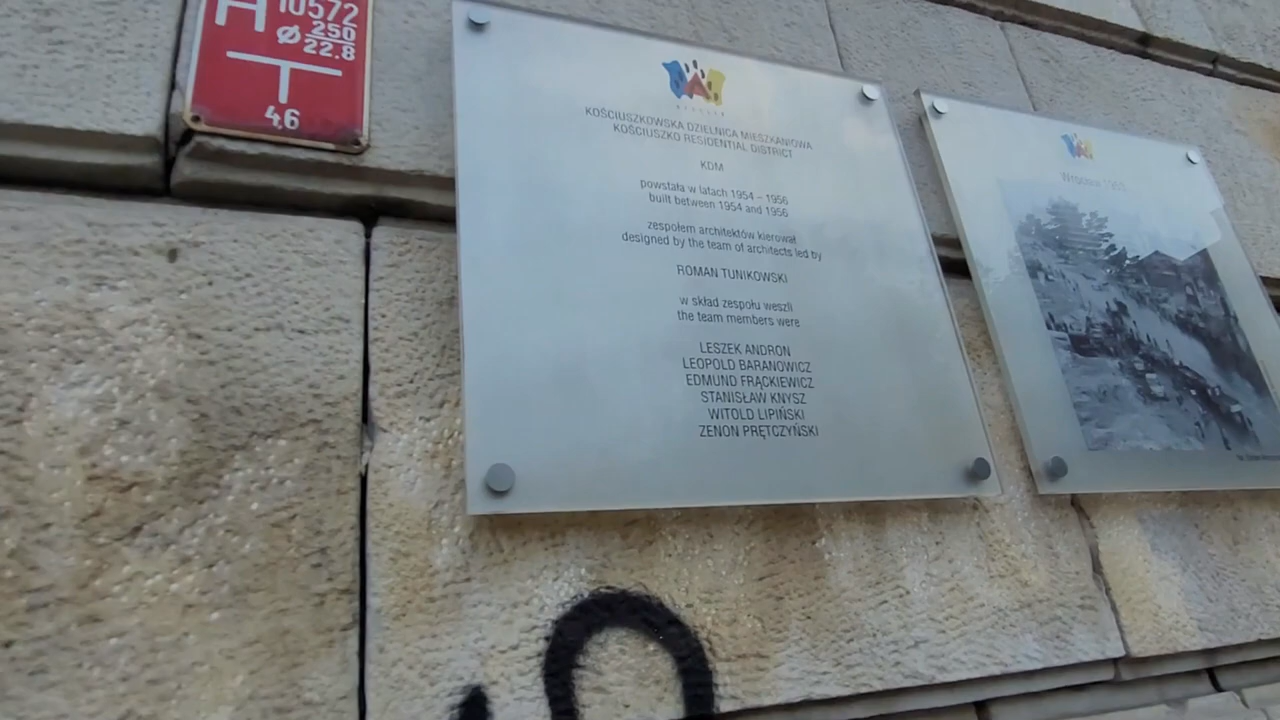 H 10572
Ø 250
22.8
T
4,6
WROCŁAW
KOŚCIUSZKOWSKA DZIELNICA MIESZKANIOWA
KOŚCIUSZKO RESIDENTIAL DISTRICT
KDM
powstała w latach 1954 – 1956
built between 1954 and 1956
zespołem architektów kierował
designed by the team of architects led by
ROMAN TUNIKOWSKI
w skład zespołu weszli
the team members were
LESZEK ANDRON
LEOPOLD BARANOWICZ
EDMUND FRĄCKIEWICZ
STANISŁAW KNYSZ
WITOLD LIPIŃSKI
ZENON PRĘTCZYŃSKI
Wrocław